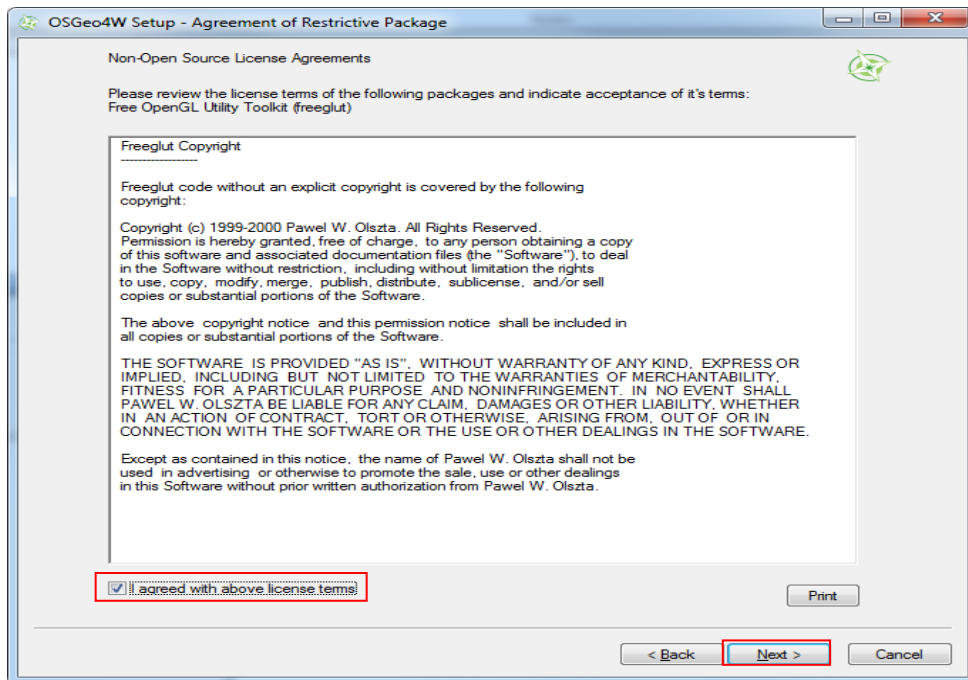 OSGeo4W Setup - Agreement of Restrictive Package
Non-Open Source License Agreements
Please review the license terms of the following packages and indicate acceptance of it's terms:
Free OpenGL Utility Toolkit (freeglut)
Freeglut Copyright
------------------
Freeglut code without an explicit copyright is covered by the following
copyright:
Copyright (c) 1999-2000 Pawel W. Olszta. All Rights Reserved.
Permission is hereby granted, free of charge, to any person obtaining a copy
of this software and associated documentation files (the "Software"), to deal
in the Software without restriction, including without limitation the rights
to use, copy, modify, merge, publish, distribute, sublicense, and/or sell
copies or substantial portions of the Software.
The above copyright notice and this permission notice shall be included in
all copies or substantial portions of the Software.
THE SOFTWARE IS PROVIDED "AS IS", WITHOUT WARRANTY OF ANY KIND, EXPRESS OR
IMPLIED, INCLUDING BUT NOT LIMITED TO THE WARRANTIES OF MERCHANTABILITY,
FITNESS FOR A PARTICULAR PURPOSE AND NONINFRINGEMENT. IN NO EVENT SHALL
PAWEL W. OLSZTA BE LIABLE FOR ANY CLAIM, DAMAGES OR OTHER LIABILITY, WHETHER
IN AN ACTION OF CONTRACT, TORT OR OTHERWISE, ARISING FROM, OUT OF OR IN
CONNECTION WITH THE SOFTWARE OR THE USE OR OTHER DEALINGS IN THE SOFTWARE.
Except as contained in this notice, the name of Pawel W. Olszta shall not be
used in advertising or otherwise to promote the sale, use or other dealings
in this Software without prior written authorization from Pawel W. Olszta.
I agreed with above license terms
Print
< Back
Next >
Cancel